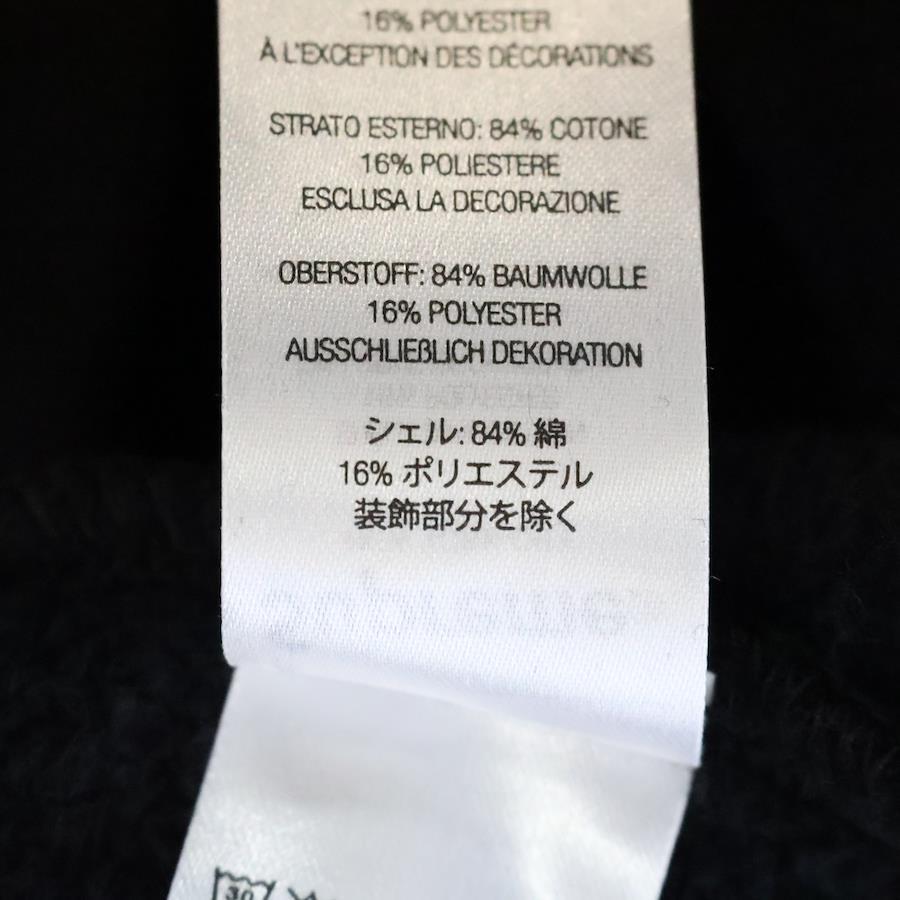 16% POLYESTER
À L'EXCEPTION DES DÉCORATIONS
STRATO ESTERNO: 84% COTONE
16% POLIESTERE
ESCLUSA LA DECORAZIONE
OBERSTOFF: 84% BAUMWOLLE
16% POLYESTER
AUSSCHLIEßLICH DEKORATION
シェル: 84% 綿
16% ポリエステル
装飾部分を除く
30